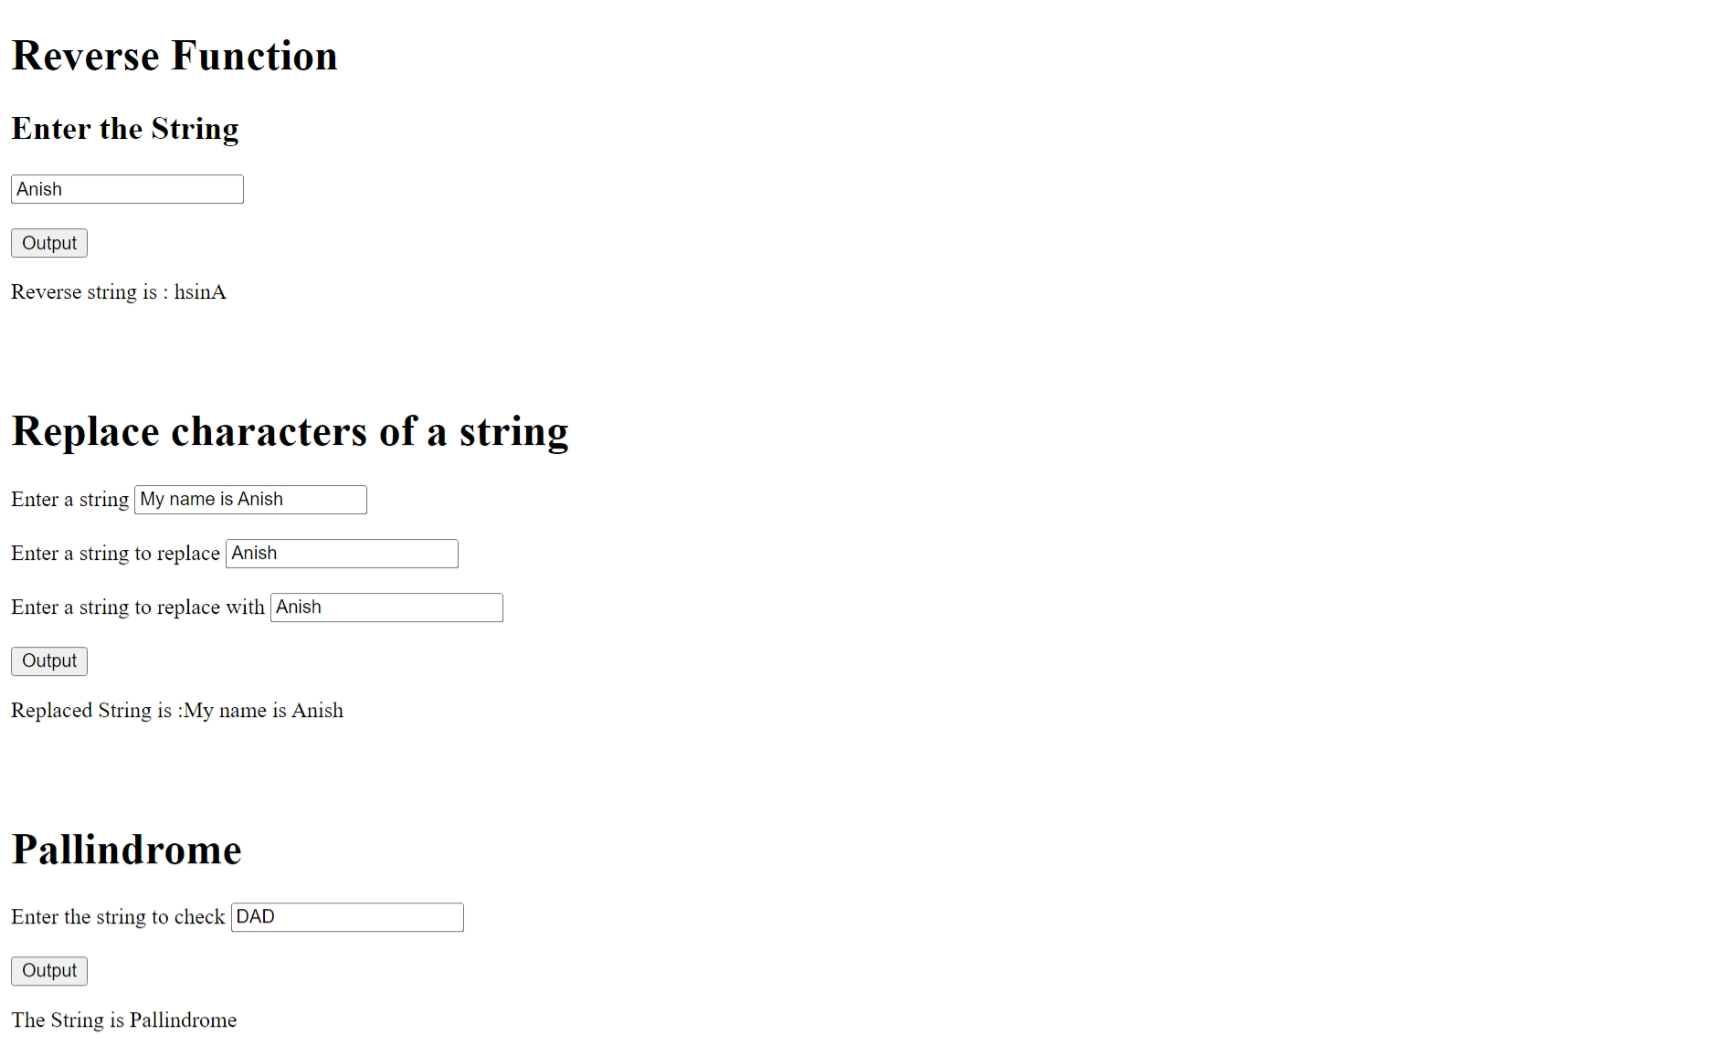 Reverse Function
Enter the String
Anish
Output
Reverse string is : hsinA
Replace characters of a string
Enter a string My name is Anish
Enter a string to replace Anish
Enter a string to replace with Anish
Output
Replaced String is :My name is Anish
Pallindrome
Enter the string to check DAD
Output
The String is Pallindrome